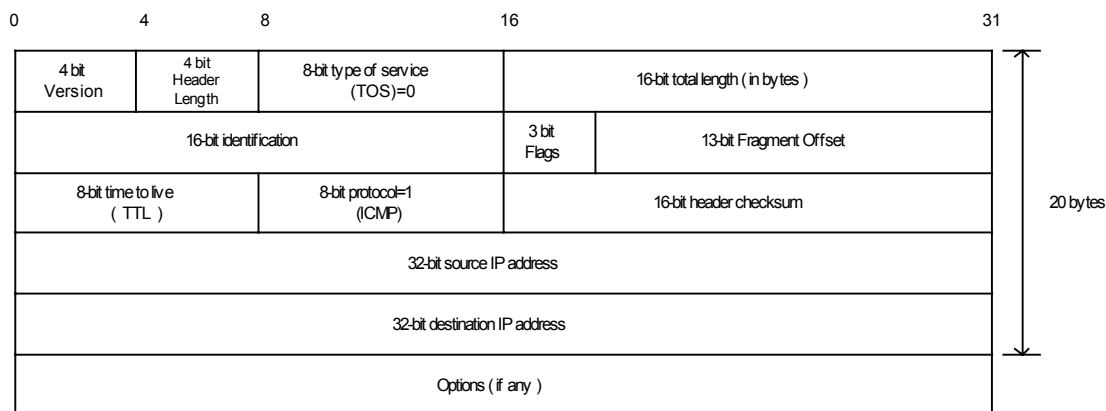 0 4 8 16 31
4 bit
Version
4 bit
Header
Length
8-bit type of service
(TOS)=0
16-bit total length ( in bytes )
16-bit identification
3 bit
Flags
13-bit Fragment Offset
8-bit time to live
( TTL )
8-bit protocol=1
(ICMP)
16-bit header checksum
20 bytes
32-bit source IP address
32-bit destination IP address
Options ( if any )